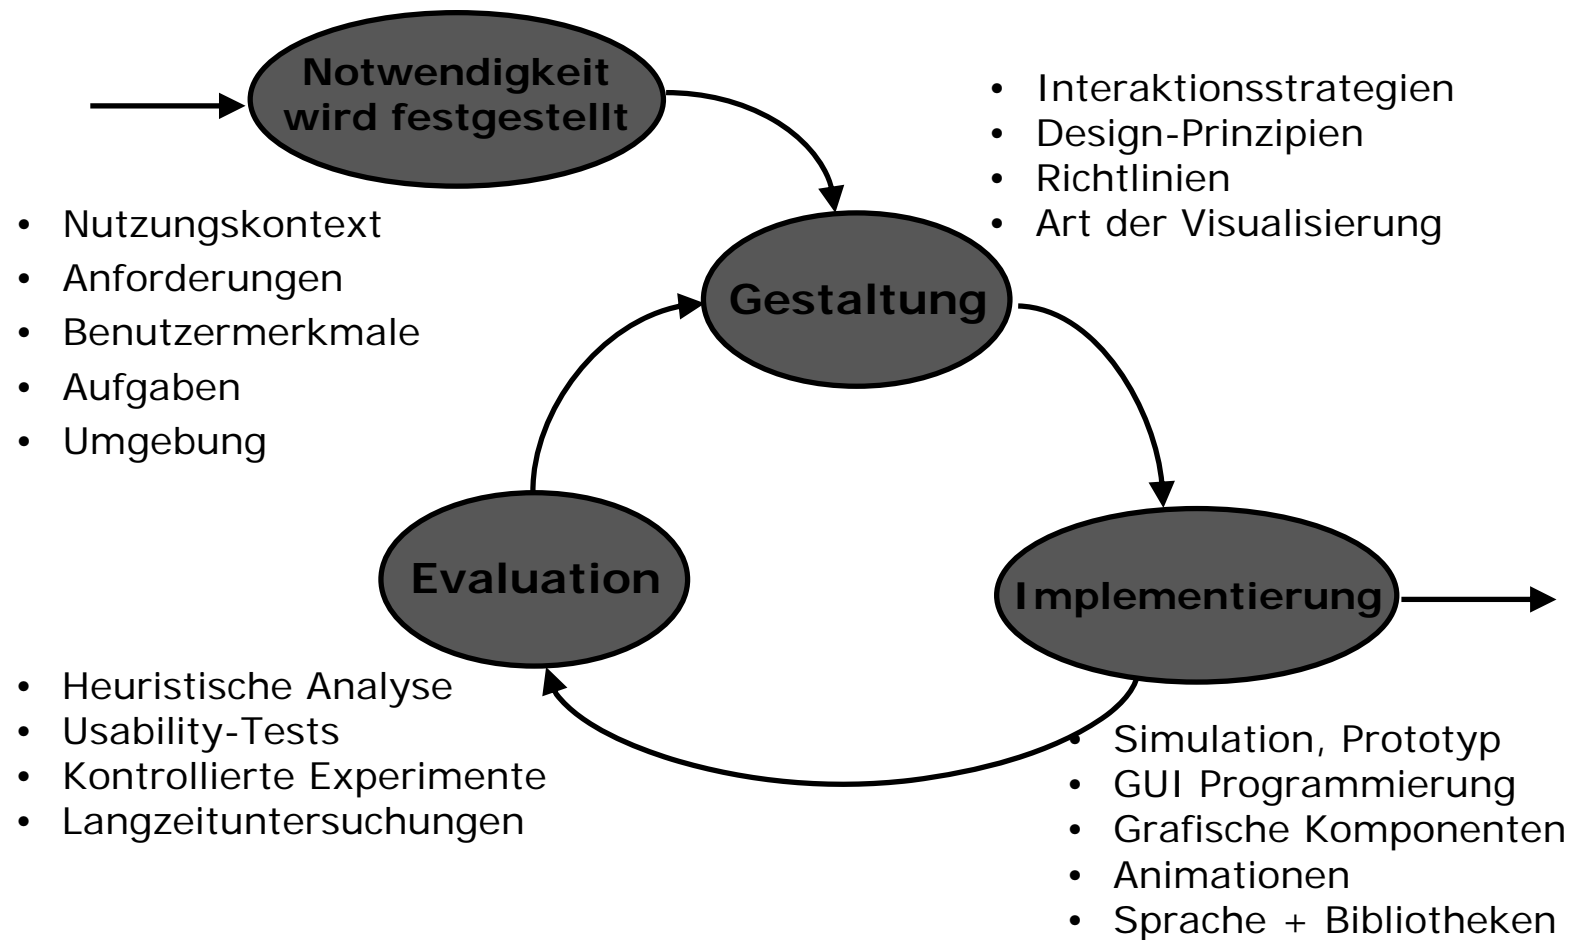 Notwendigkeit
wird festgestellt
• Nutzungskontext
• Anforderungen
• Benutzermerkmale
• Aufgaben
• Umgebung
• Interaktionsstrategien
• Design-Prinzipien
• Richtlinien
• Art der Visualisierung
Gestaltung
Evaluation
Implementierung
• Heuristische Analyse
• Usability-Tests
• Kontrollierte Experimente
• Langzeituntersuchungen
• Simulation, Prototyp
• GUI Programmierung
• Grafische Komponenten
• Animationen
• Sprache + Bibliotheken